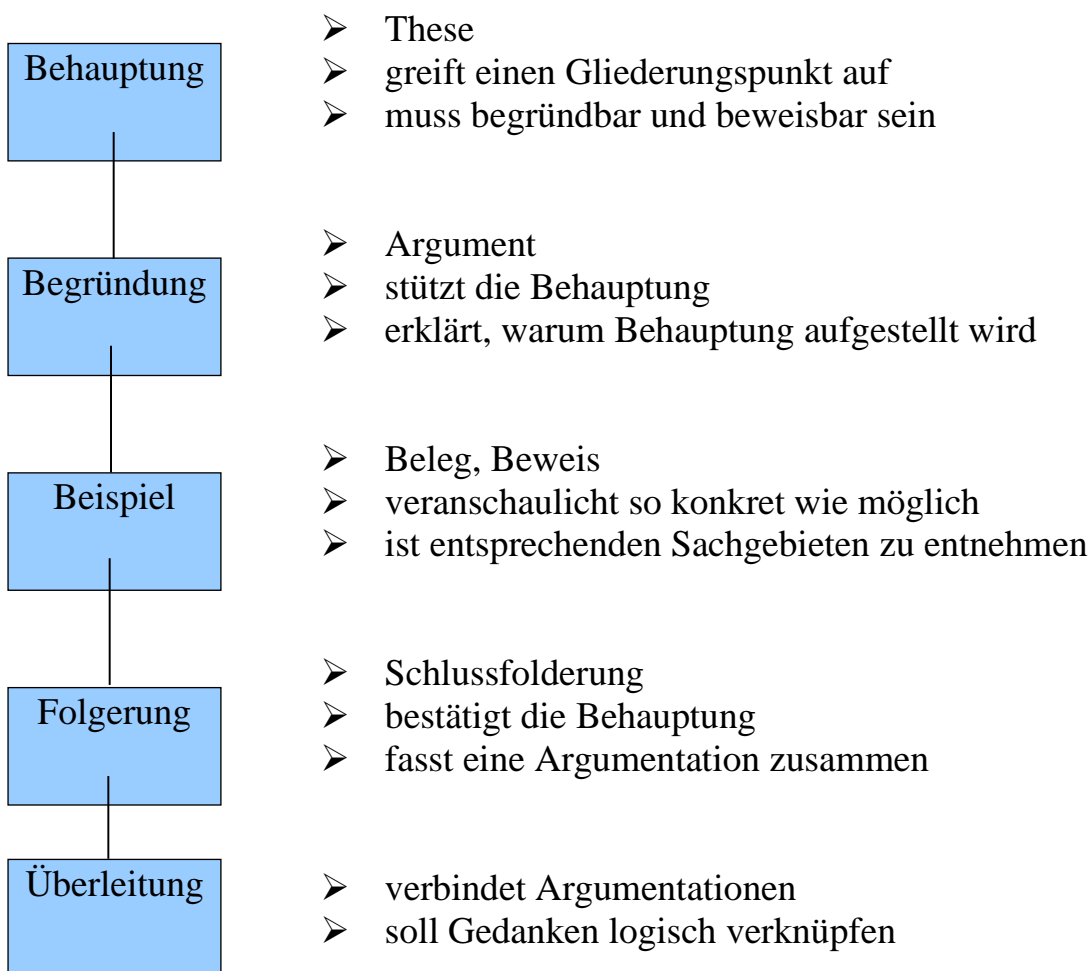 Behauptung
➢ These
➢ greift einen Gliederungspunkt auf
➢ muss begründbar und beweisbar sein
Begründung
➢ Argument
➢ stützt die Behauptung
➢ erklärt, warum Behauptung aufgestellt wird
Beispiel
➢ Beleg, Beweis
➢ veranschaulicht so konkret wie möglich
➢ ist entsprechenden Sachgebieten zu entnehmen
Folgerung
➢ Schlussfolderung
➢ bestätigt die Behauptung
➢ fasst eine Argumentation zusammen
Überleitung
➢ verbindet Argumentationen
➢ soll Gedanken logisch verknüpfen